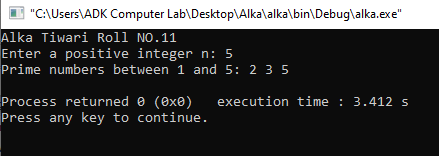 "C:\Users\ADK Computer Lab\Desktop\Alka\alka\bin\Debug\alka.exe"
Alka Tiwari Roll NO.11
Enter a positive integer n: 5
Prime numbers between 1 and 5: 2 3 5
Process returned 0 (0x0)   execution time : 3.412 s
Press any key to continue.